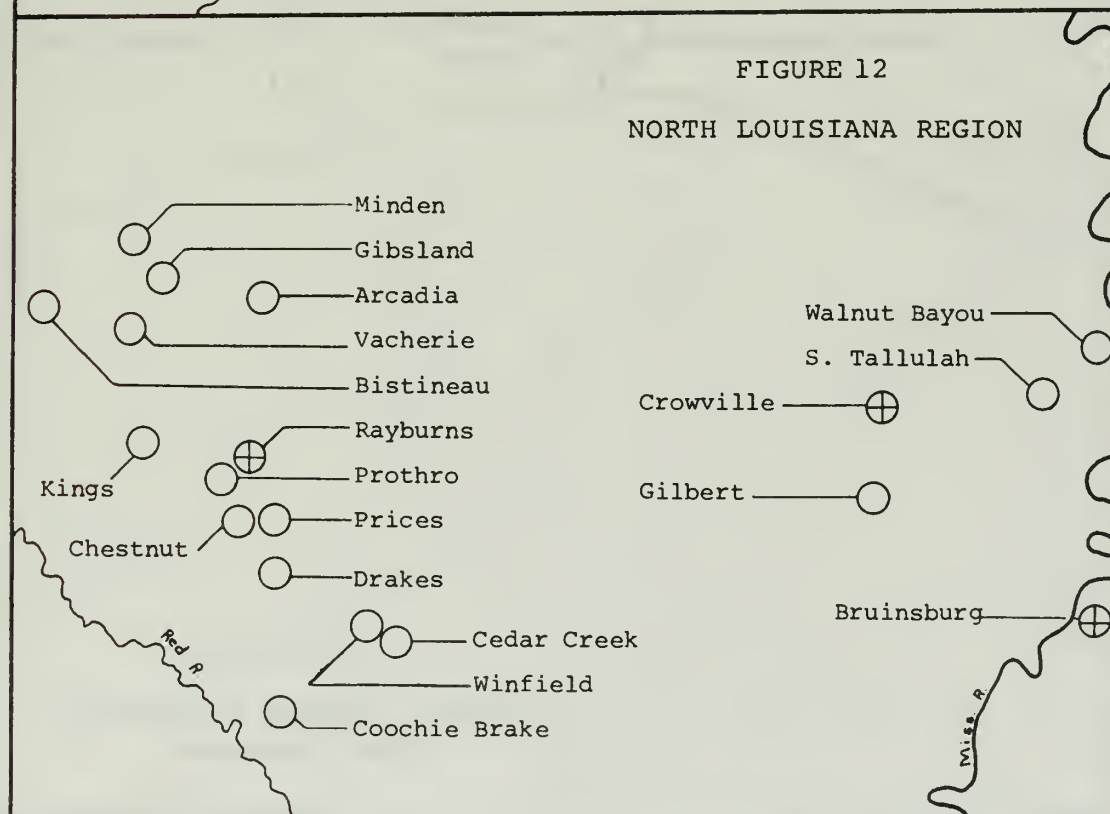 FIGURE 12
NORTH LOUISIANA REGION
Minden
Gibsland
Arcadia
Vacherie
Bistineau
Rayburns
Prothro
Kings
Prices
Chestnut
Drakes
Red R.
Cedar Creek
Winfield
Coochie Brake
Walnut Bayou
S. Tallulah
Crowville
Gilbert
Bruinsburg
Miss R.